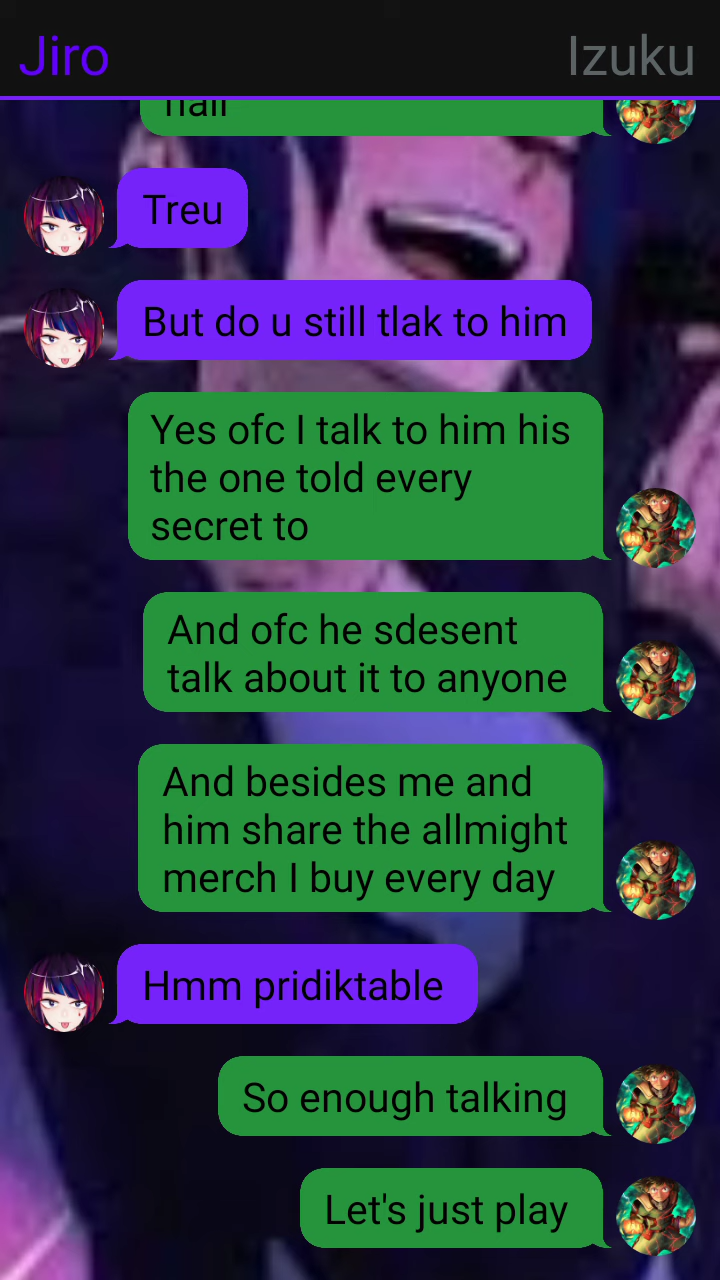 Jiro
Izuku
hair
Treu
But do u still tlak to him
Yes ofc I talk to him his
the one told every
secret to
And ofc he sdesent
talk about it to anyone
And besides me and
him share the allmight
merch I buy every day
Hmm pridiktable
So enough talking
Let's just play